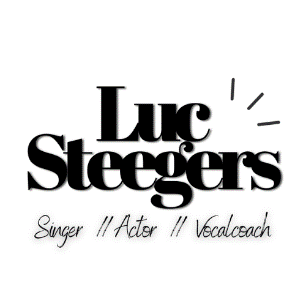 Luc
Steegers
Singer // Actor // Vocalcoach